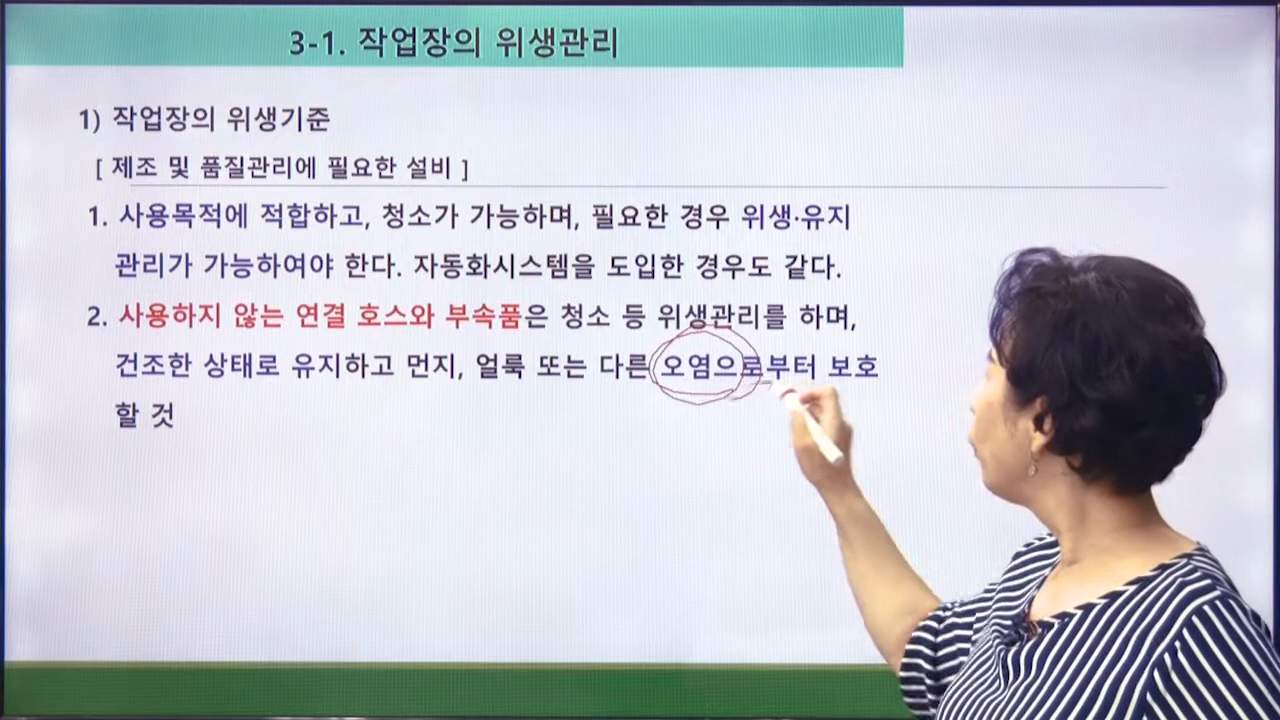 3-1. 작업장의 위생관리
1) 작업장의 위생기준
[ 제조 및 품질관리에 필요한 설비 ]
1. 사용목적에 적합하고, 청소가 가능하며, 필요한 경우 위생·유지
관리가 가능하여야 한다. 자동화시스템을 도입한 경우도 같다.
2. 사용하지 않는 연결 호스와 부속품은 청소 등 위생관리를 하며,
건조한 상태로 유지하고 먼지, 얼룩 또는 다른 오염으로부터 보호
할 것